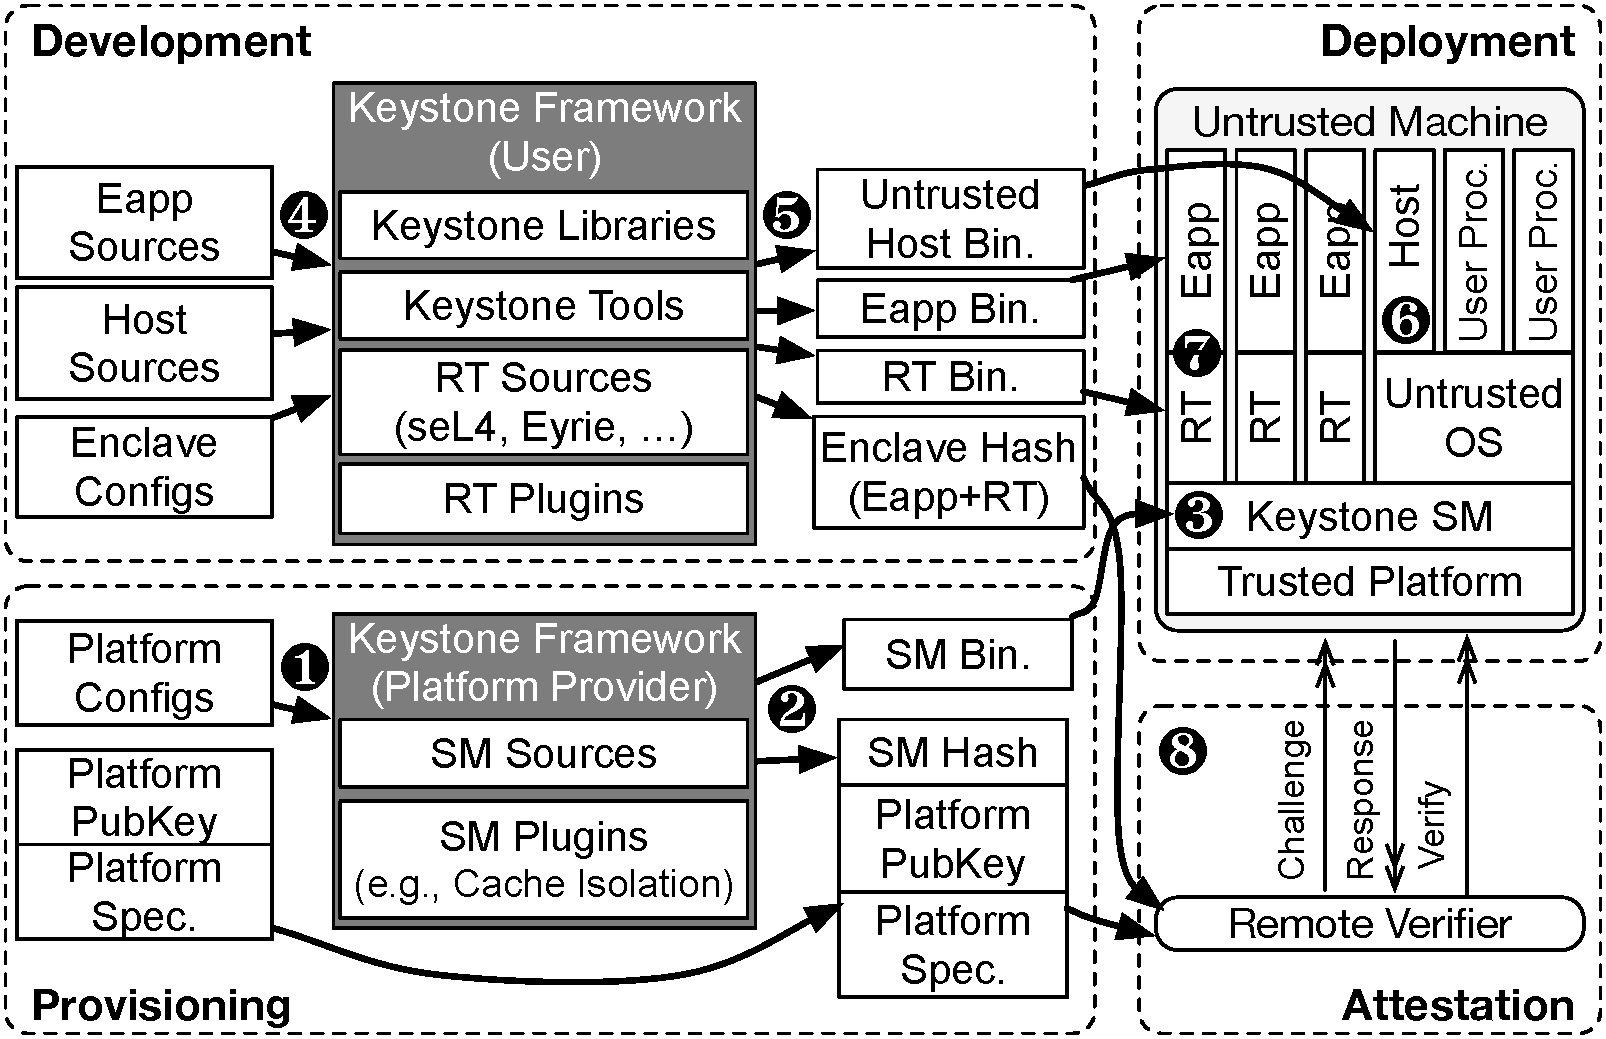 Development
Eapp
Sources
Host
Sources
Enclave
Configs
4
Keystone Framework
(User)
Keystone Libraries
Keystone Tools
RT Sources
(seL4, Eyrie, ...)
RT Plugins
5
Untrusted
Host Bin.
Eapp Bin.
RT Bin.
Enclave Hash
(Eapp+RT)
Deployment
Untrusted Machine
Eapp
Eapp
Eapp
Host
User Proc.
User Proc.
6
7
RT
RT
RT
Untrusted
OS
3
Keystone SM
Trusted Platform
Platform
Configs
Platform
PubKey
Platform
Spec.
1
Keystone Framework
(Platform Provider)
SM Sources
SM Plugins
(e.g., Cache Isolation)
2
SM Bin.
SM Hash
Platform
PubKey
Platform
Spec.
Provisioning
8
Challenge
Response
Verify
Remote Verifier
Attestation